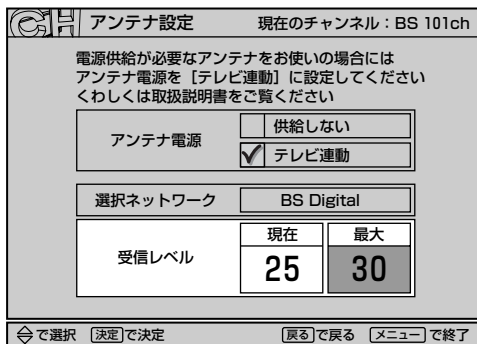 CH アンテナ設定 現在のチャンネル：BS 101ch
電源供給が必要なアンテナをお使いの場合には
アンテナ電源を［テレビ連動］に設定してください
くわしくは取扱説明書をご覧ください
アンテナ電源
供給しない
テレビ連動
選択ネットワーク BS Digital
受信レベル
現在 最大
25 30
で選択 決定で決定 戻るで戻る メニューで終了